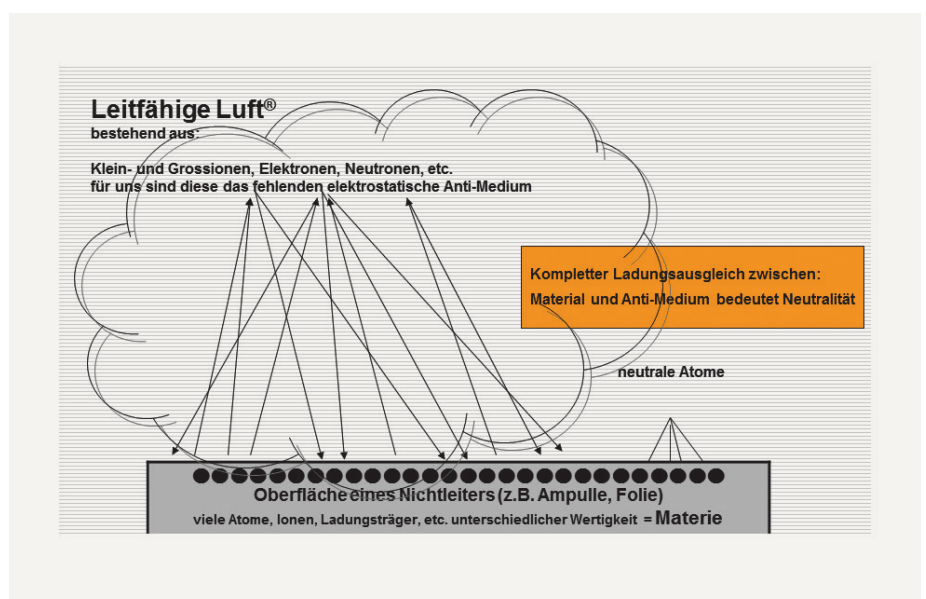 Leitfähige Luft®
bestehend aus:
Klein- und Grossionen, Elektronen, Neutronen, etc.
für uns sind diese das fehlenden elektrostatische Anti-Medium
Kompletter Ladungsausgleich zwischen:
Material und Anti-Medium bedeutet Neutralität
neutrale Atome
Oberfläche eines Nichtleiters (z.B. Ampulle, Folie)
viele Atome, Ionen, Ladungsträger, etc. unterschiedlicher Wertigkeit = Materie